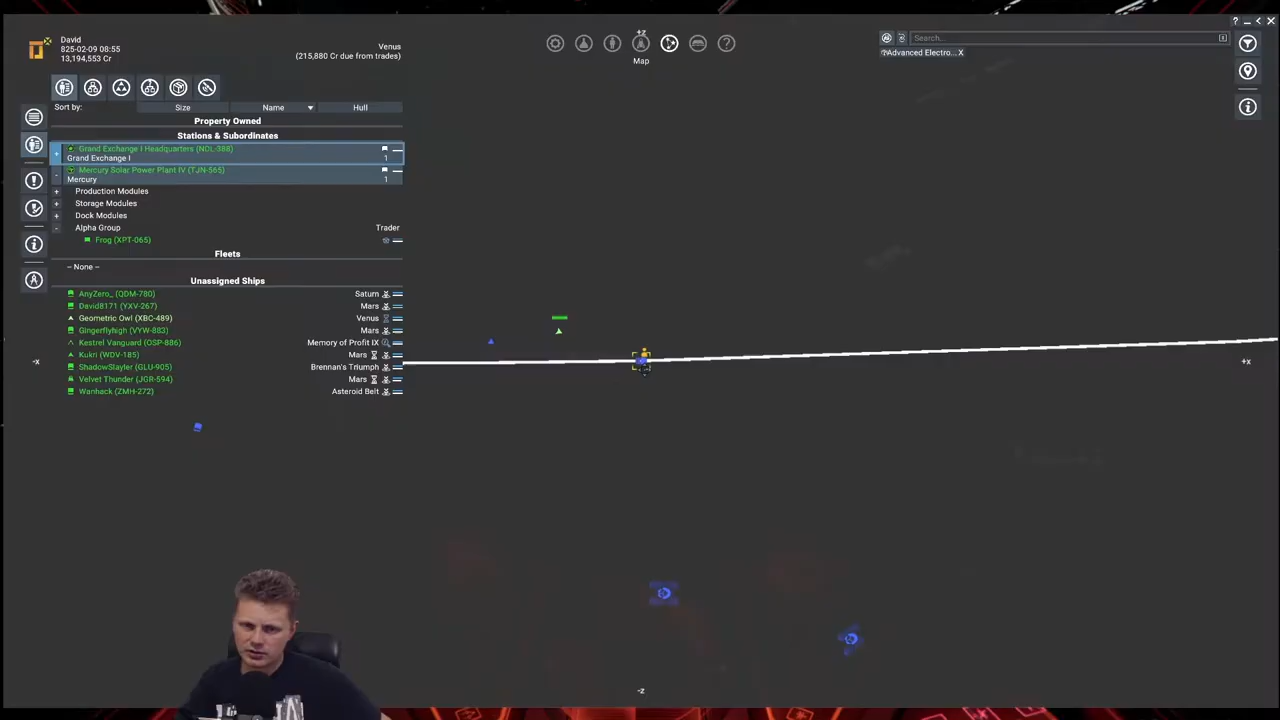 David
825-02-09 08:55
13,194,553 Cr
Venus
(215,880 Cr due from trades)
Map
Search...
Advanced Electro... X
Sort by:
Size
Name
Hull
Property Owned
Stations & Subordinates
Grand Exchange I Headquarters (NDL-388)
Grand Exchange I
1
Mercury Solar Power Plant IV (TJN-565)
Mercury
1
Production Modules
Storage Modules
Dock Modules
Alpha Group
Trader
Frog (XPT-065)
Fleets
-- None --
Unassigned Ships
AnyZero_ (QDM-780)
Saturn
David8171 (YXV-267)
Mars
Geometric Owl (XBC-489)
Venus
Gingerflyhigh (VYW-883)
Mars
Kestrel Vanguard (OSP-886)
Memory of Profit IX
Kukri (WDV-185)
Mars
ShadowSlayler (GLU-905)
Brennan's Triumph
Velvet Thunder (JGR-594)
Mars
Wanhack (ZMH-272)
Asteroid Belt
+Z
-X
+X
-Z